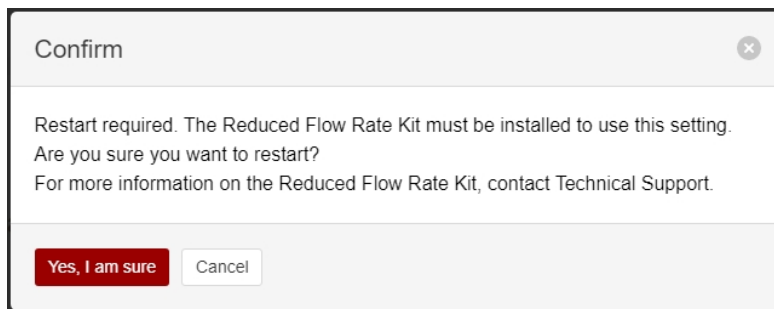 Confirm
Restart required. The Reduced Flow Rate Kit must be installed to use this setting.
Are you sure you want to restart?
For more information on the Reduced Flow Rate Kit, contact Technical Support.
Yes, I am sure
Cancel